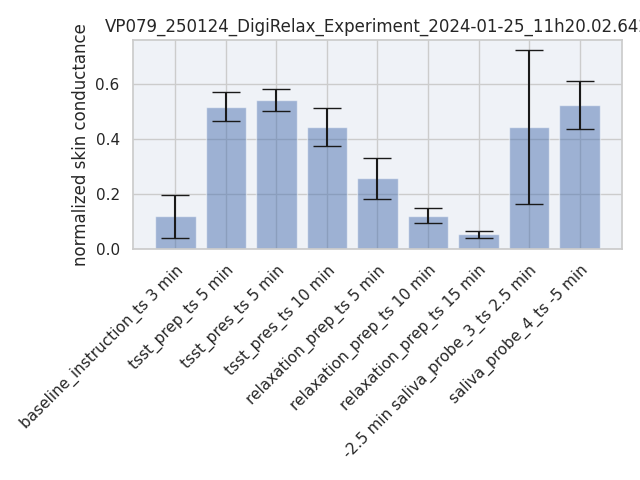 VP079_250124_DigiRelax_Experiment_2024-01-25_11h20.02.64
normalized skin conductance
0.6
0.4
0.2
0.0
baseline_instruction_ts 3 min
tsst_prep_ts 5 min
tsst_pres_ts 5 min
tsst_pres_ts 10 min
relaxation_prep_ts 5 min
relaxation_prep_ts 10 min
relaxation_prep_ts 15 min
-2.5 min saliva_probe_3_ts 2.5 min
saliva_probe_4_ts -5 min